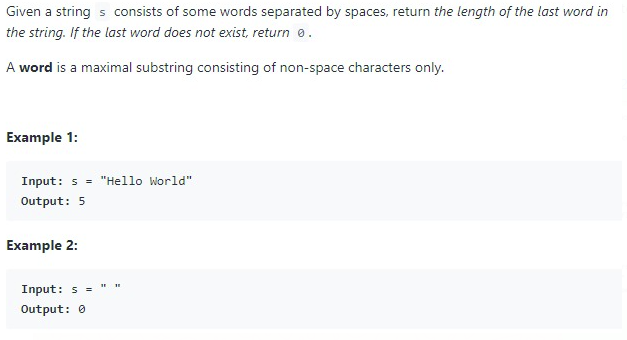 Given a string s consists of some words separated by spaces, return the length of the last word in
the string. If the last word does not exist, return 0.
A word is a maximal substring consisting of non-space characters only.
Example 1:
Input: s = "Hello World"
Output: 5
Example 2:
Input: s = " "
Output: 0